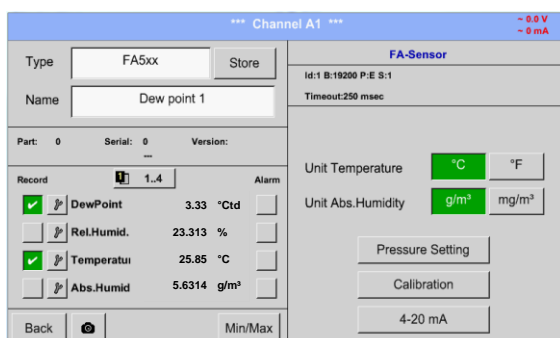 *** Channel A1 ***
~ 0.0 V
~ 0 mA
Type
FA5xx
Store
Name
Dew point 1
Part: 0 Serial: 0 Version:
---
Record
1 1..4
Alarm
DewPoint 3.33 °Ctd
Rel.Humid. 23.313 %
Temperatur 25.85 °C
Abs.Humid 5.6314 g/m³
Back
Min/Max
FA-Sensor
Id:1 B:19200 P:E S:1
Timeout:250 msec
Unit Temperature °C °F
Unit Abs.Humidity g/m³ mg/m³
Pressure Setting
Calibration
4-20 mA